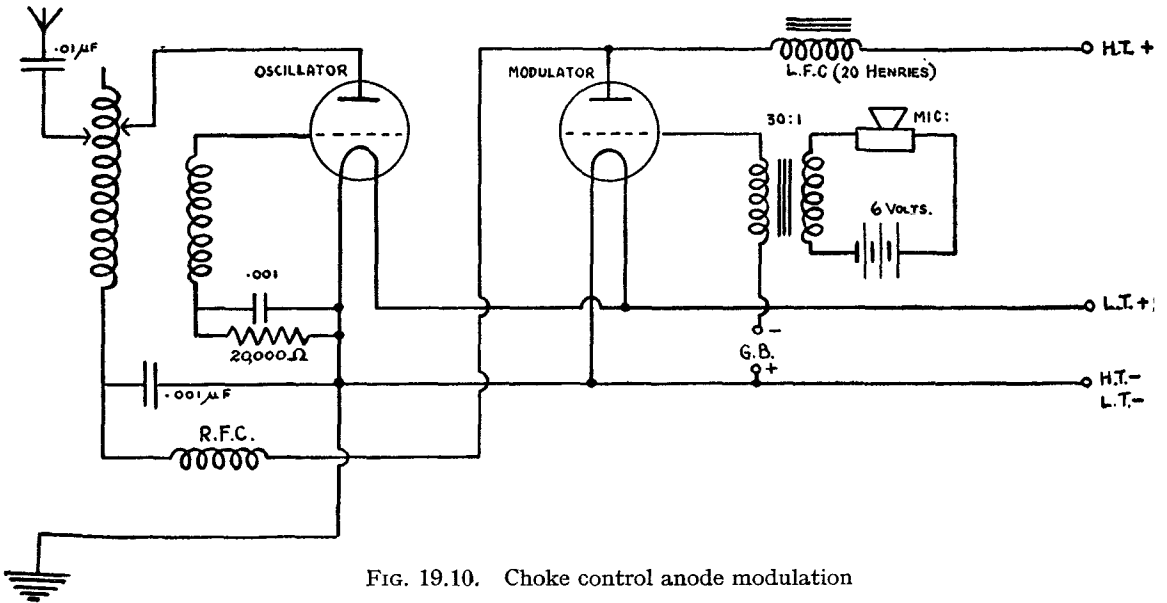 .01µF
OSCILLATOR
MODULATOR
L.F.C (20 HENRIES)
H.T. +
30:1
MIC:
6 VOLTS.
.001
20,000Ω
L.T. +
−
G.B.
+
.001µF
H.T.−
L.T.−
R.F.C.
FIG. 19.10. Choke control anode modulation